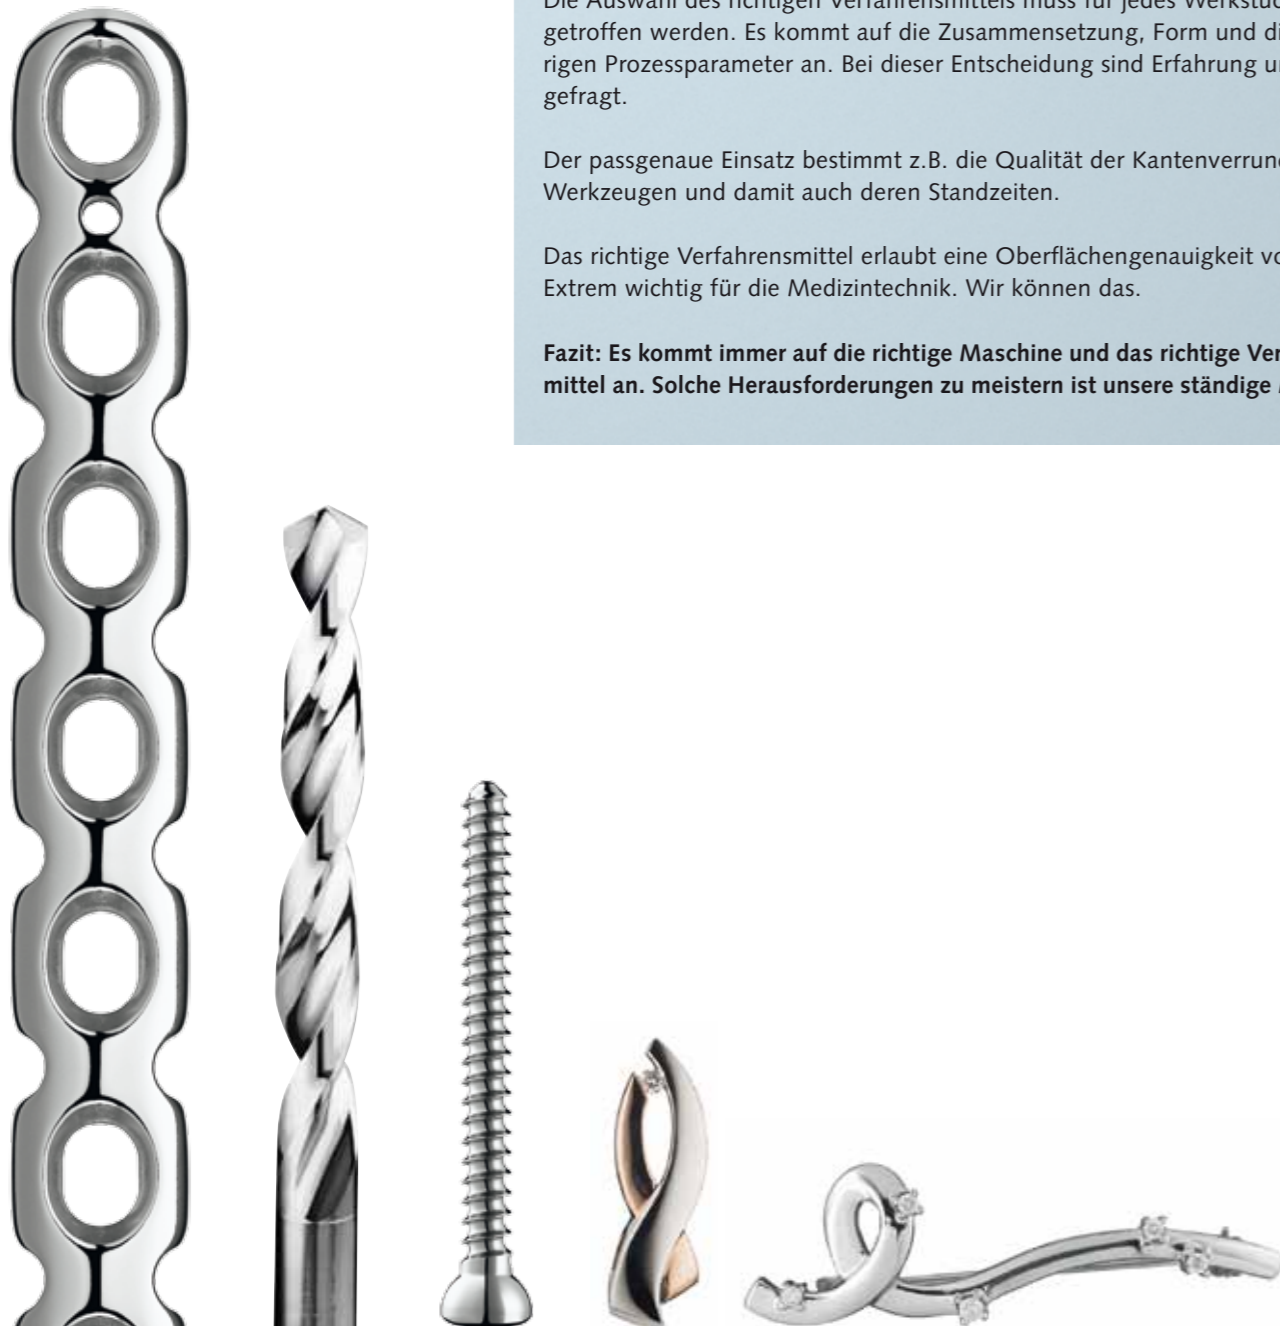 Die Auswahl des richtigen Verfahrensmittels muss für jedes Werkstüc
getroffen werden. Es kommt auf die Zusammensetzung, Form und di
rigen Prozessparameter an. Bei dieser Entscheidung sind Erfahrung u
gefragt.
Der passgenaue Einsatz bestimmt z.B. die Qualität der Kantenverrun
Werkzeugen und damit auch deren Standzeiten.
Das richtige Verfahrensmittel erlaubt eine Oberflächengenauigkeit vo
Extrem wichtig für die Medizintechnik. Wir können das.
Fazit: Es kommt immer auf die richtige Maschine und das richtige Ver
mittel an. Solche Herausforderungen zu meistern ist unsere ständige